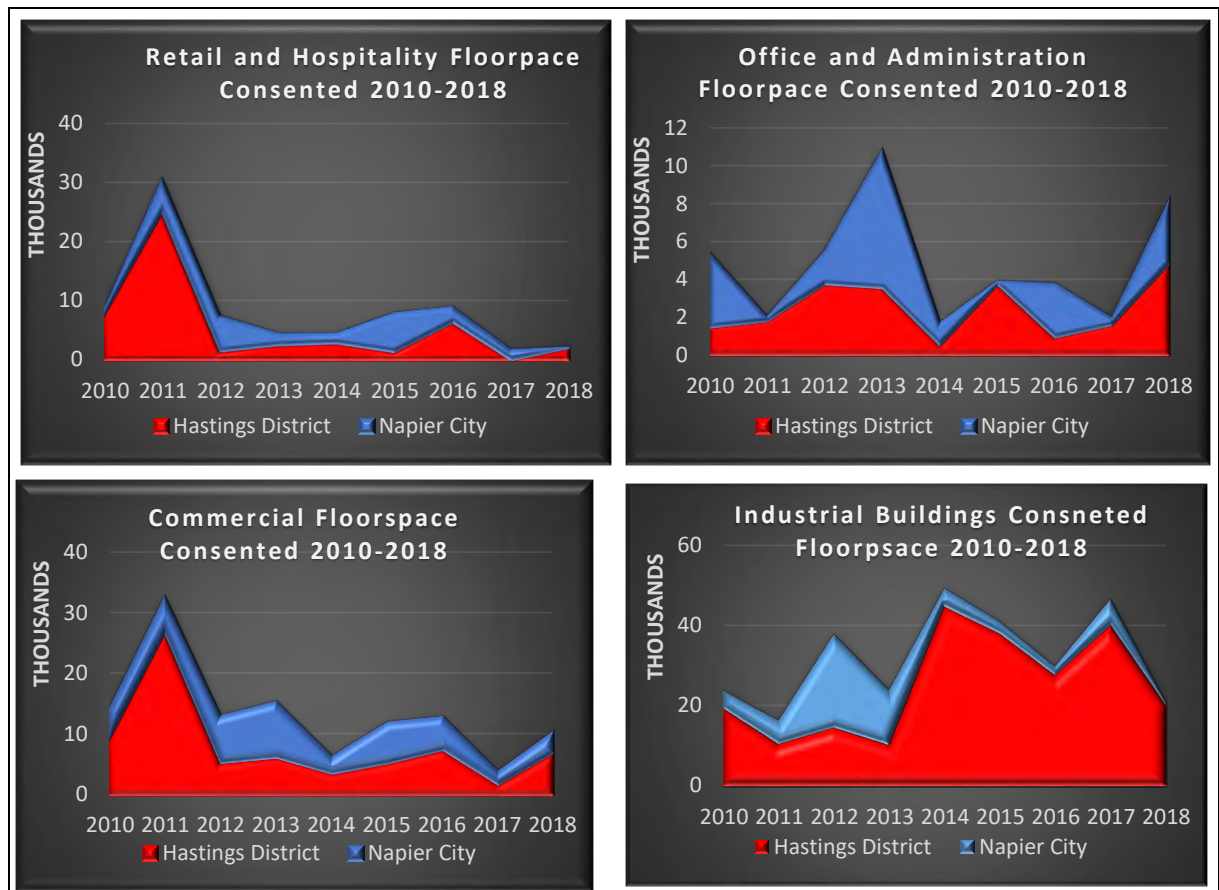 Retail and Hospitality Floorpace
Consented 2010-2018
THOUSANDS
40
30
20
10
0
2010 2011 2012 2013 2014 2015 2016 2017 2018
Hastings District Napier City
Office and Administration
Floorpace Consented 2010-2018
THOUSANDS
12
10
8
6
4
2
0
2010 2011 2012 2013 2014 2015 2016 2017 2018
Hastings District Napier City
Commercial Floorspace
Consented 2010-2018
THOUSANDS
40
30
20
10
0
2010 2011 2012 2013 2014 2015 2016 2017 2018
Hastings District Napier City
Industrial Buildings Consneted
Floorpsace 2010-2018
THOUSANDS
60
40
20
0
2010 2011 2012 2013 2014 2015 2016 2017 2018
Hastings District Napier City